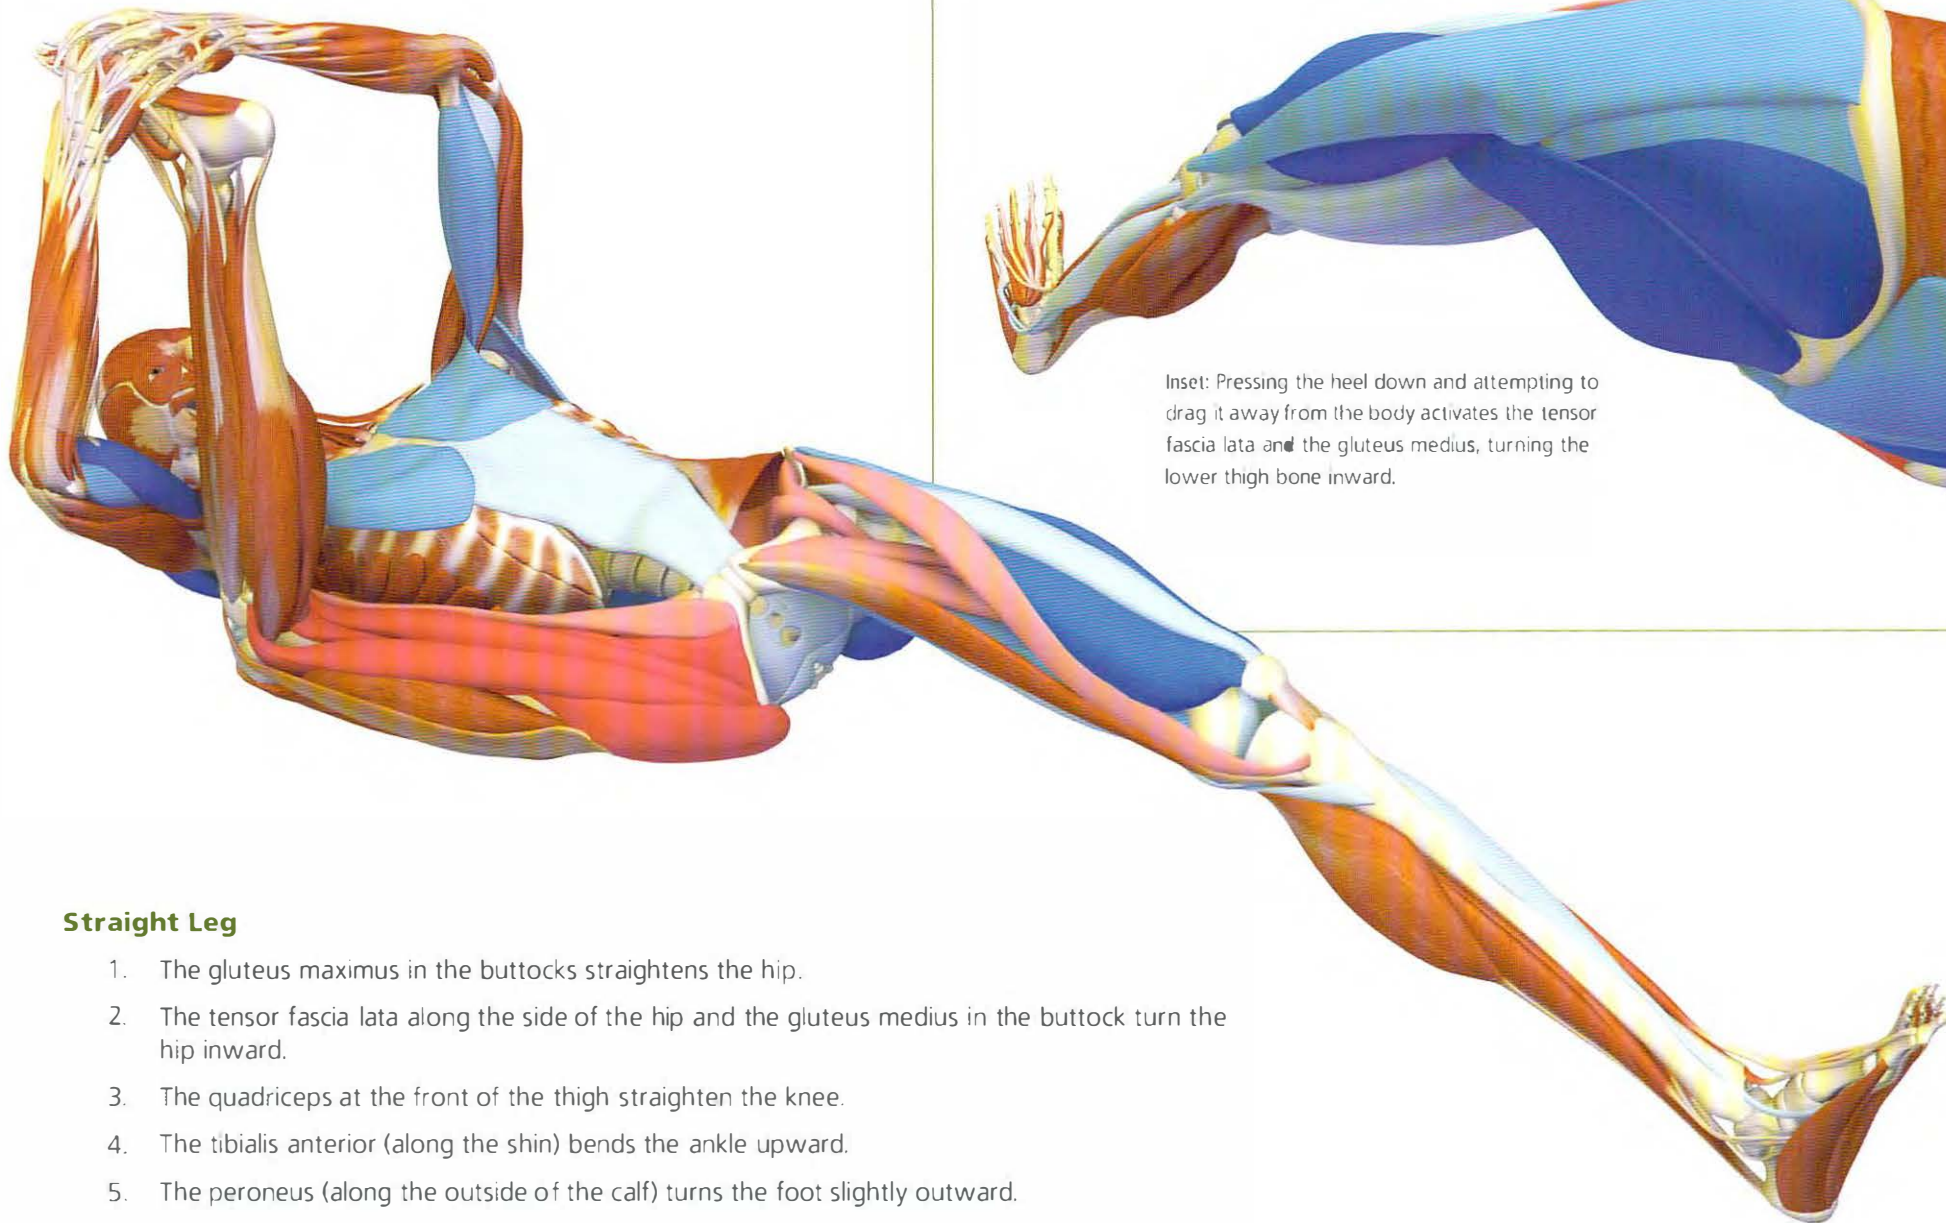 Inset: Pressing the heel down and attempting to
drag it away from the body activates the tensor
fascia lata and the gluteus medius, turning the
lower thigh bone inward.
Straight Leg
1. The gluteus maximus in the buttocks straightens the hip.
2. The tensor fascia lata along the side of the hip and the gluteus medius in the buttock turn the
hip inward.
3. The quadriceps at the front of the thigh straighten the knee.
4. The tibialis anterior (along the shin) bends the ankle upward.
5. The peroneus (along the outside of the calf) turns the foot slightly outward.